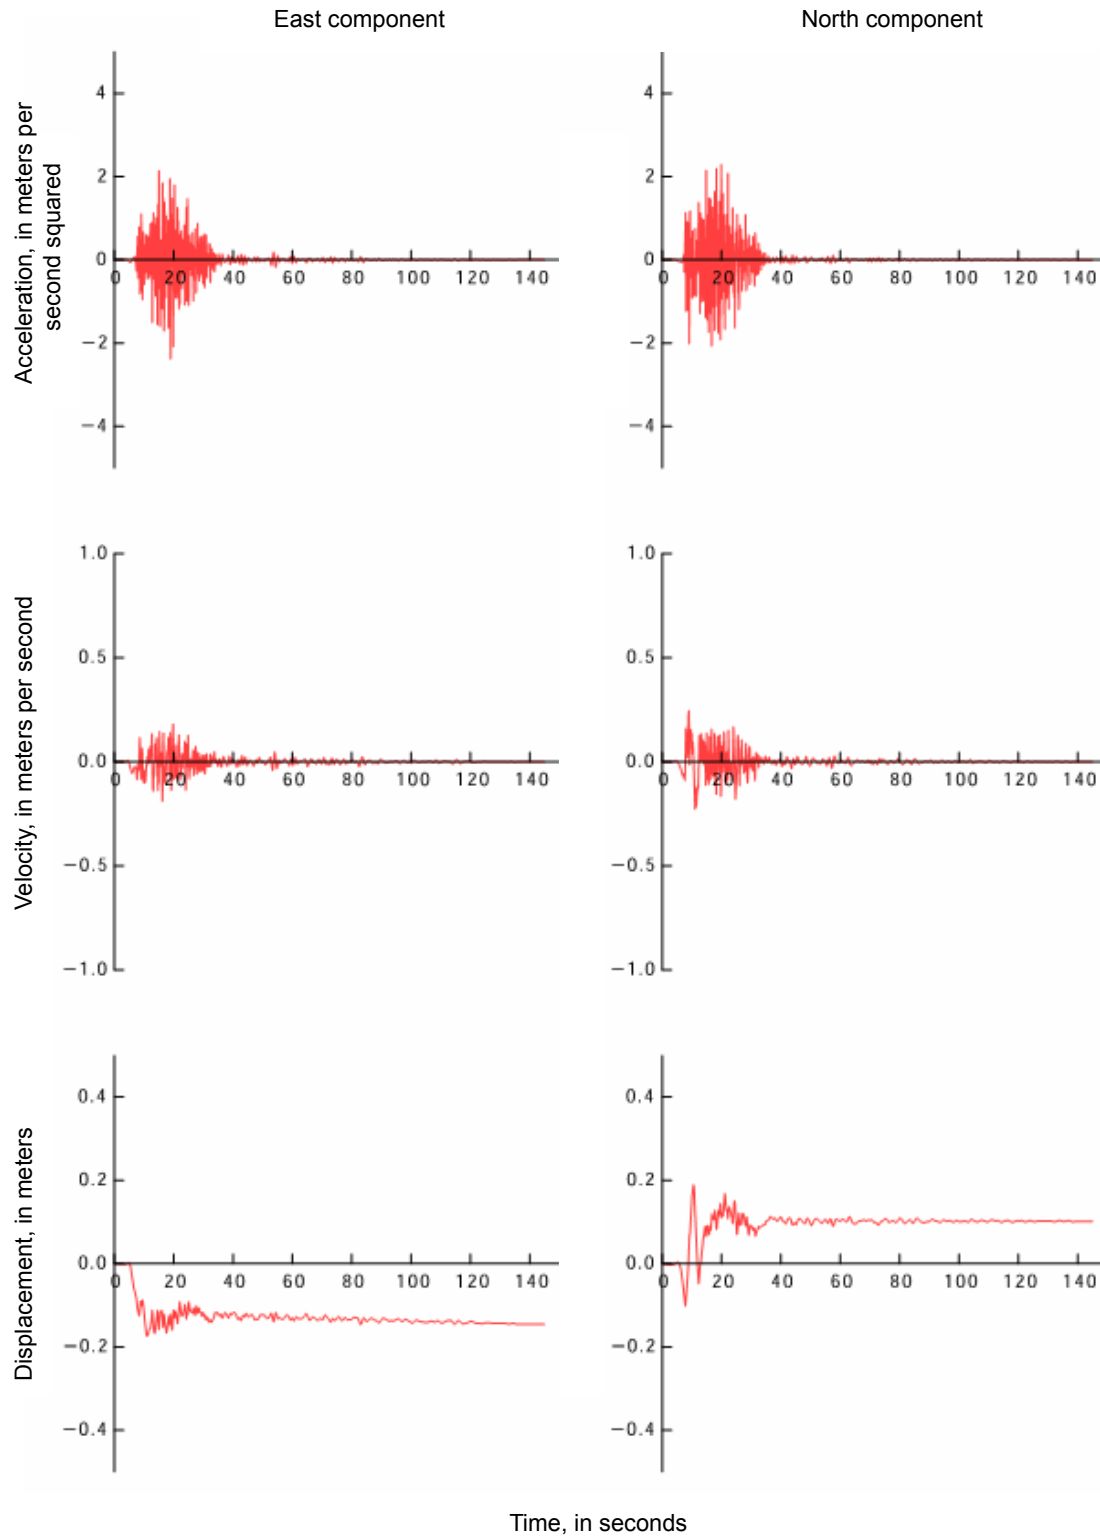 East component
North component
Acceleration, in meters per
second squared
4
2
0
−2
−4
0 20 40 60 80 100 120 140
4
2
0
−2
−4
0 20 40 60 80 100 120 140
Velocity, in meters per second
1.0
0.5
0.0
−0.5
−1.0
0 20 40 60 80 100 120 140
1.0
0.5
0.0
−0.5
−1.0
0 20 40 60 80 100 120 140
Displacement, in meters
0.4
0.2
0.0
−0.2
−0.4
0 20 40 60 80 100 120 140
0.4
0.2
0.0
−0.2
−0.4
0 20 40 60 80 100 120 140
Time, in seconds